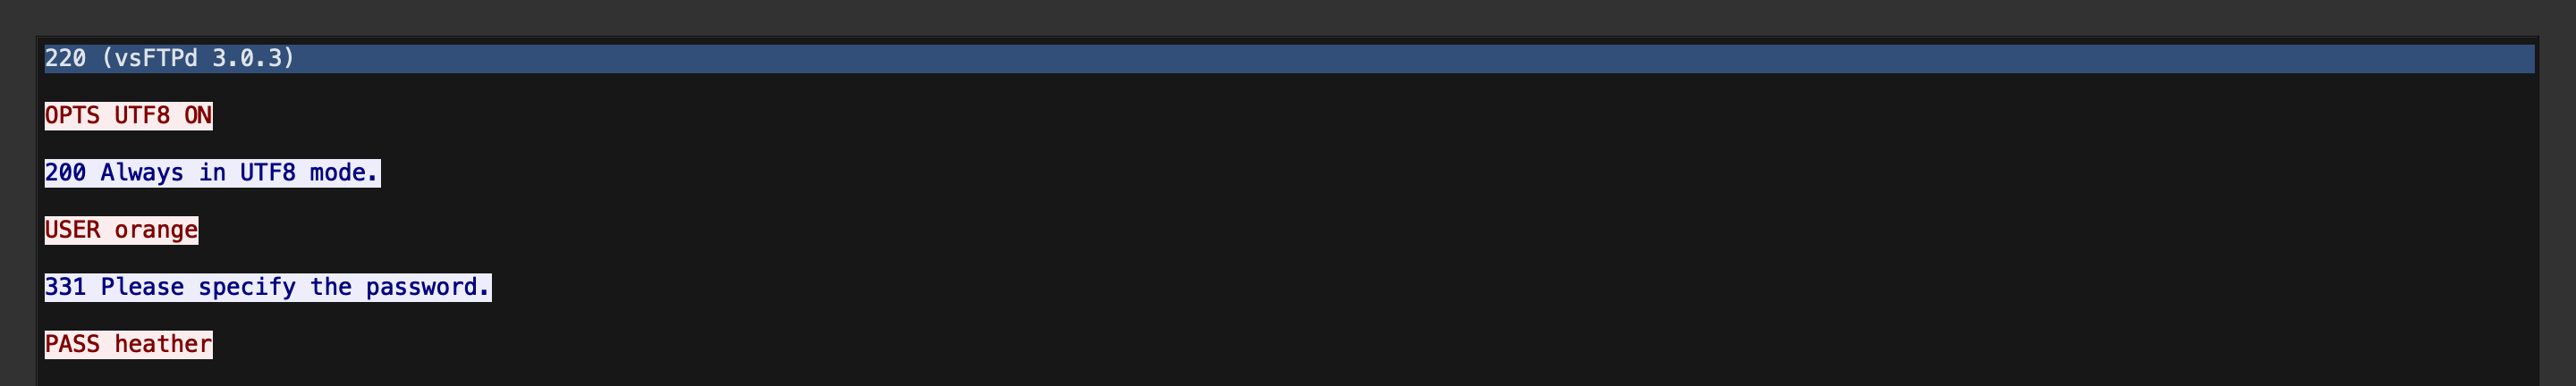 220 (vsFTPd 3.0.3)
OPTS UTF8 ON
200 Always in UTF8 mode.
USER orange
331 Please specify the password.
PASS heather